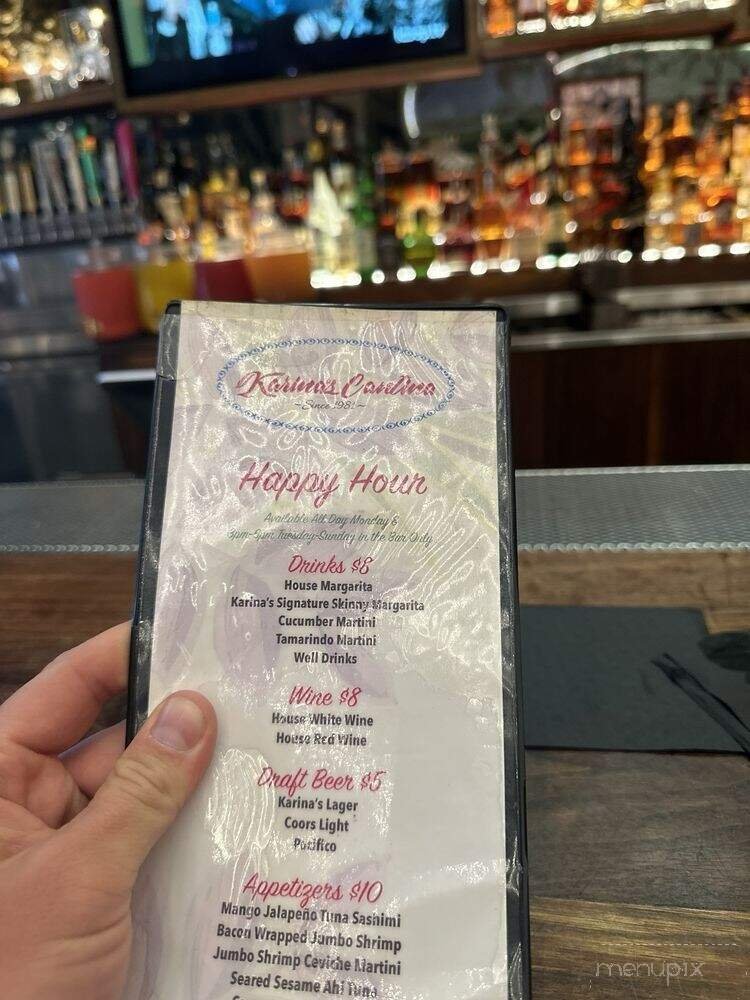 Karina's Cantina
~Since 1981~
Happy Hour
Available All Day Monday &
3pm-5pm Tuesday-Sunday in the Bar Only
Drinks $8
House Margarita
Karina's Signature Skinny Margarita
Cucumber Martini
Tamarindo Martini
Well Drinks
Wine $8
House White Wine
House Red Wine
Draft Beer $5
Karina's Lager
Coors Light
Pacifico
Appetizers $10
Mango Jalapeño Tuna Sashimi
Bacon Wrapped Jumbo Shrimp
Jumbo Shrimp Ceviche Martini
Seared Sesame Ahi Tuna
menupix